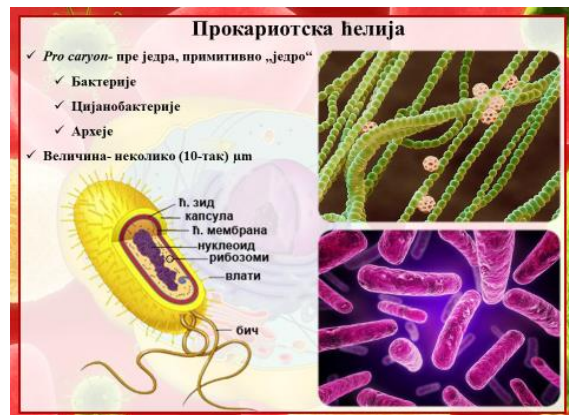 Прокариотска ћелија
✓ Pro caryon- пре једра, примитивно „једро“
✓ Бактерије
✓ Цијанобактерије
✓ Археје
✓ Величина- неколико (10-так) μm
ћ. зид
капсула
ћ. мембрана
нуклеоид
рибозоми
влати
бич